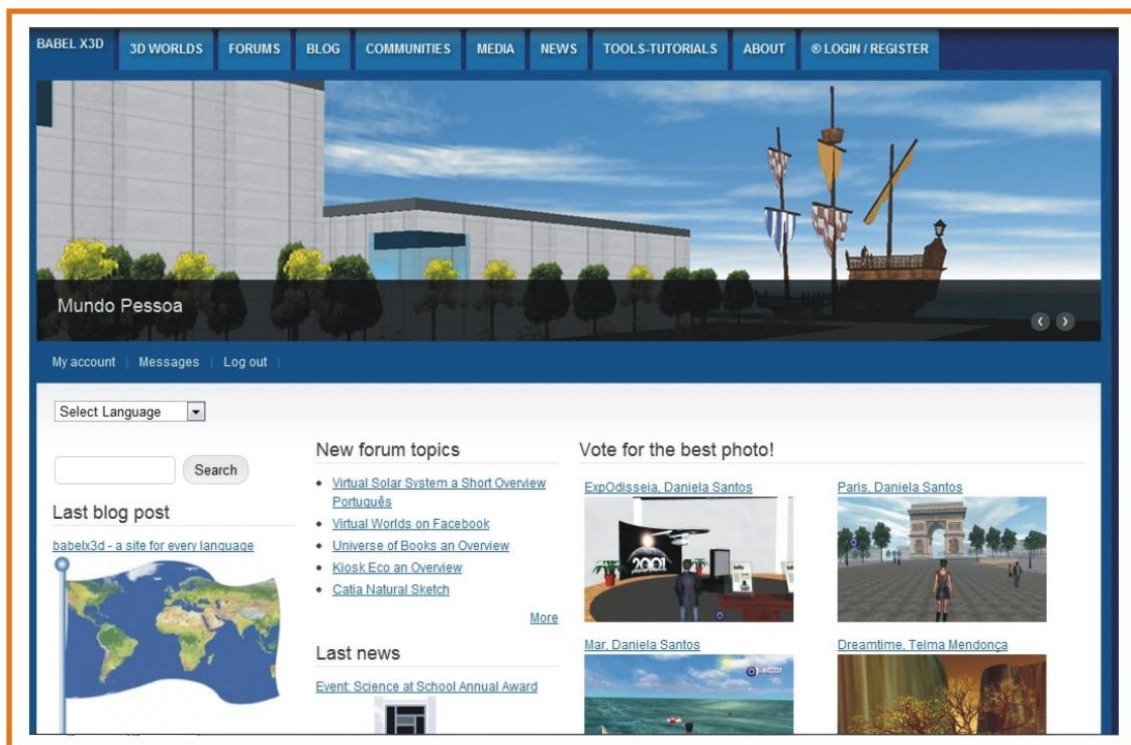 BABEL X3D
3D WORLDS
FORUMS
BLOG
COMMUNITIES
MEDIA
NEWS
TOOLS-TUTORIALS
ABOUT
® LOGIN / REGISTER
Mundo Pessoa
My account | Messages | Log out |
Select Language
Search
Last blog post
babelx3d - a site for every language
New forum topics
Virtual Solar System a Short Overview
Português
Virtual Worlds on Facebook
Universe of Books an Overview
Kiosk Eco an Overview
Catia Natural Sketch
More
Last news
Event: Science at School Annual Award
Vote for the best photo!
ExpOdisseia, Daniela Santos
2001
Paris, Daniela Santos
Mar, Daniela Santos
Dreamtime, Telma Mendonça